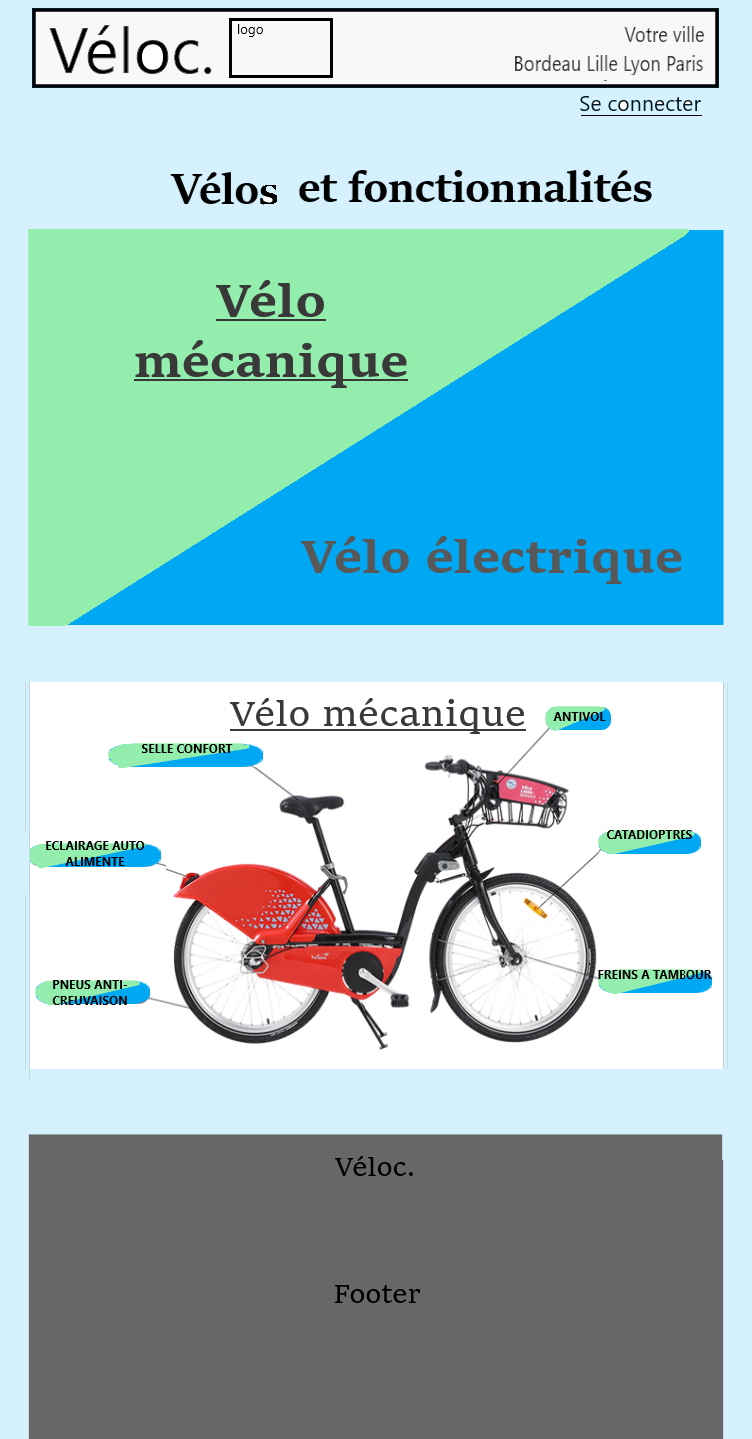 Véloc.
logo
Votre ville
Bordeau Lille Lyon Paris
Se connecter
Vélos et fonctionnalités
Vélo
mécanique
Vélo électrique
Vélo mécanique
ANTIVOL
SELLE CONFORT
CATADIOPTRES
ECLAIRAGE AUTO
ALIMENTE
FREINS A TAMBOUR
PNEUS ANTI-
CREUVAISON
Véloc.
Footer